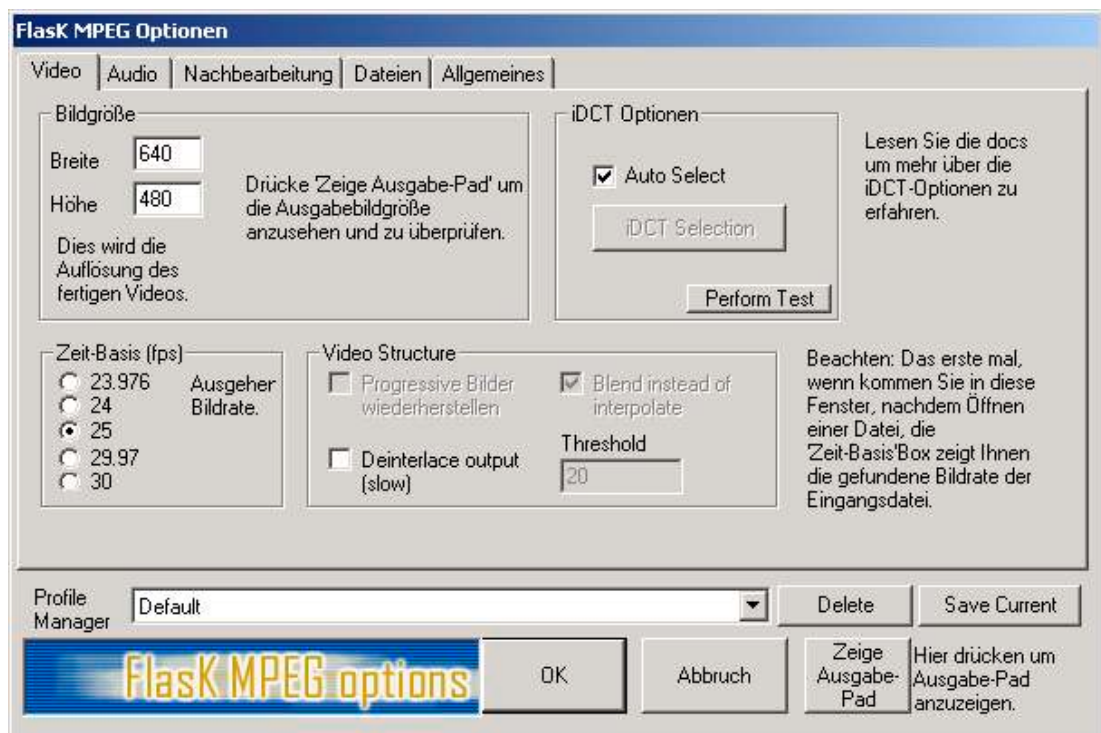 FlasK MPEG Optionen
Video
Audio
Nachbearbeitung
Dateien
Allgemeines
Bildgröße
Breite
640
Höhe
480
Drücke 'Zeige Ausgabe-Pad' um
die Ausgabebildgröße
anzusehen und zu überprüfen.
Dies wird die
Auflösung des
fertigen Videos.
iDCT Optionen
Auto Select
iDCT Selection
Perform Test
Lesen Sie die docs
um mehr über die
iDCT-Optionen zu
erfahren.
Zeit-Basis (fps)
23.976
24
25
29.97
30
Ausgeher
Bildrate.
Video Structure
Progressive Bilder
wiederherstellen
Blend instead of
interpolate
Deinterlace output
(slow)
Threshold
20
Beachten: Das erste mal,
wenn kommen Sie in diese
Fenster, nachdem Öffnen
einer Datei, die
'Zeit-Basis'Box zeigt Ihnen
die gefundene Bildrate der
Eingangsdatei.
Profile
Manager
Default
Delete
Save Current
FlasK MPEG options
OK
Abbruch
Zeige
Ausgabe-
Pad
Hier drücken um
Ausgabe-Pad
anzuzeigen.